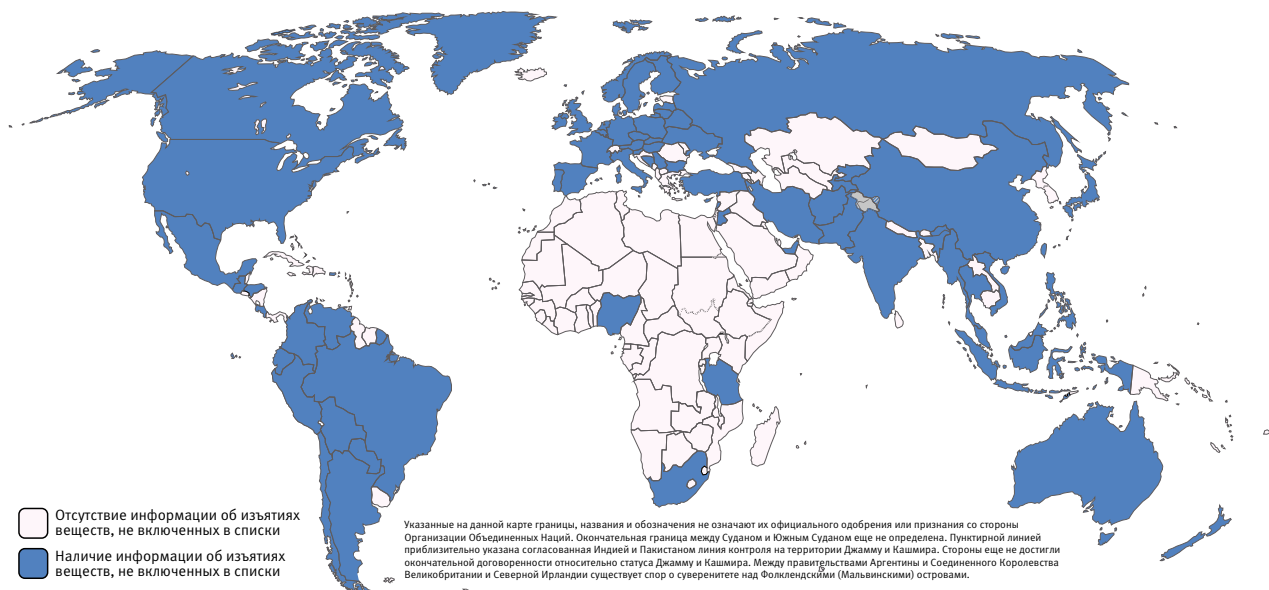 Отсутствие информации об изъятиях
веществ, не включенных в списки
Наличие информации об изъятиях
веществ, не включенных в списки
Указанные на данной карте границы, названия и обозначения не означают их официального одобрения или признания со стороны
Организации Объединенных Наций. Окончательная граница между Суданом и Южным Суданом еще не определена. Пунктирной линией
приблизительно указана согласованная Индией и Пакистаном линия контроля на территории Джамму и Кашмира. Стороны еще не достигли
окончательной договоренности относительно статуса Джамму и Кашмира. Между правительствами Аргентины и Соединенного Королевства
Великобритании и Северной Ирландии существует спор о суверенитете над Фолклендскими (Мальвинскими) островами.